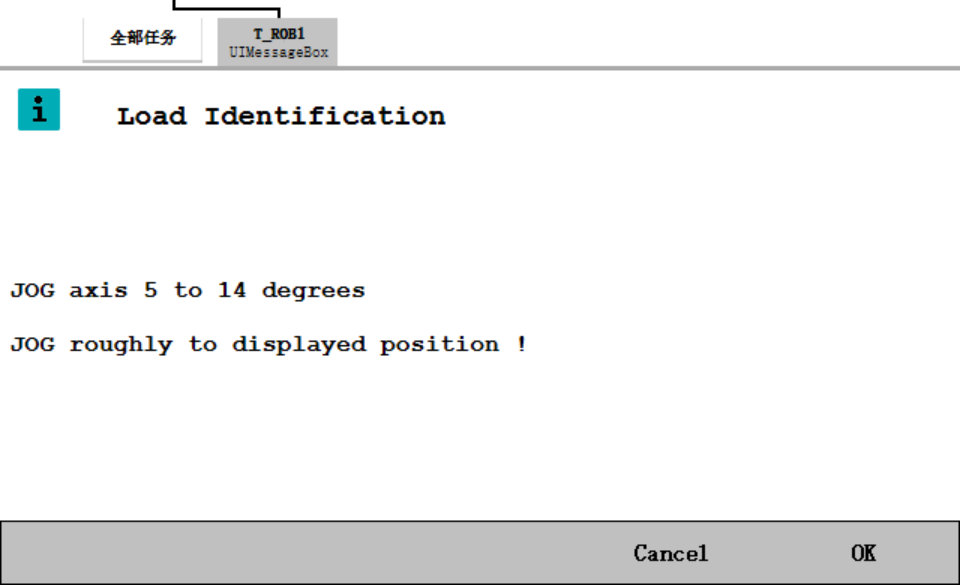 全部任务
T_ROB1
UIMessageBox
i
Load Identification
JOG axis 5 to 14 degrees
JOG roughly to displayed position !
Cancel
OK